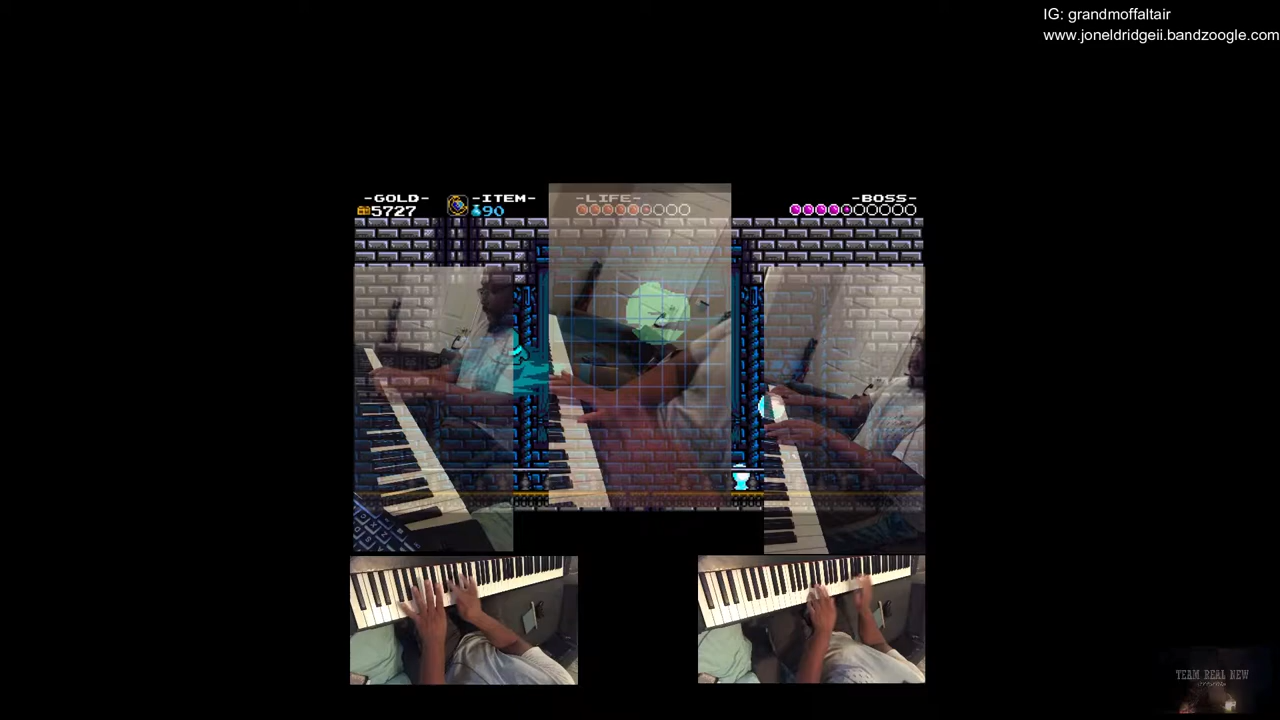 IG: grandmoffaltair
www.joneldridgeii.bandzoogle.com
-GOLD- -ITEM- -LIFE- -BOSS-
5727 90
TEAM REAL NEW